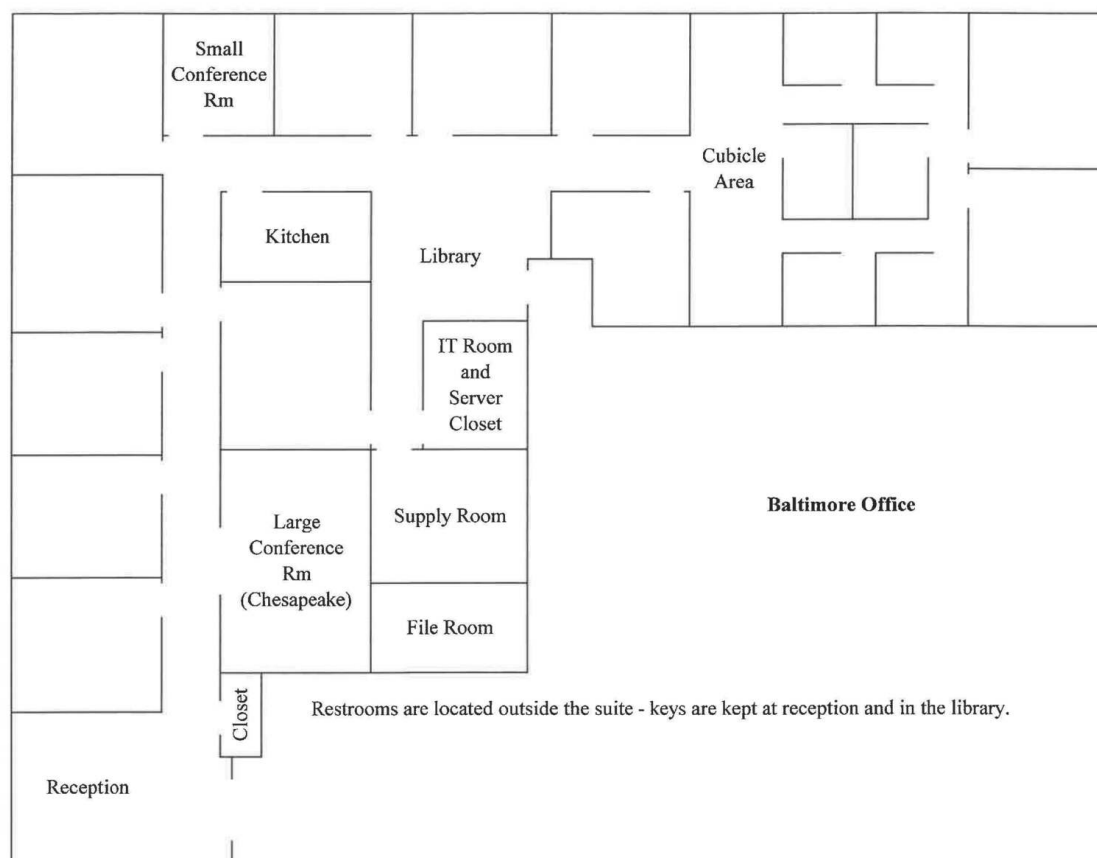 Small
Conference
Rm
Cubicle
Area
Kitchen
Library
IT Room
and
Server
Closet
Baltimore Office
Supply Room
Large
Conference
Rm
(Chesapeake)
File Room
Closet
Restrooms are located outside the suite - keys are kept at reception and in the library.
Reception